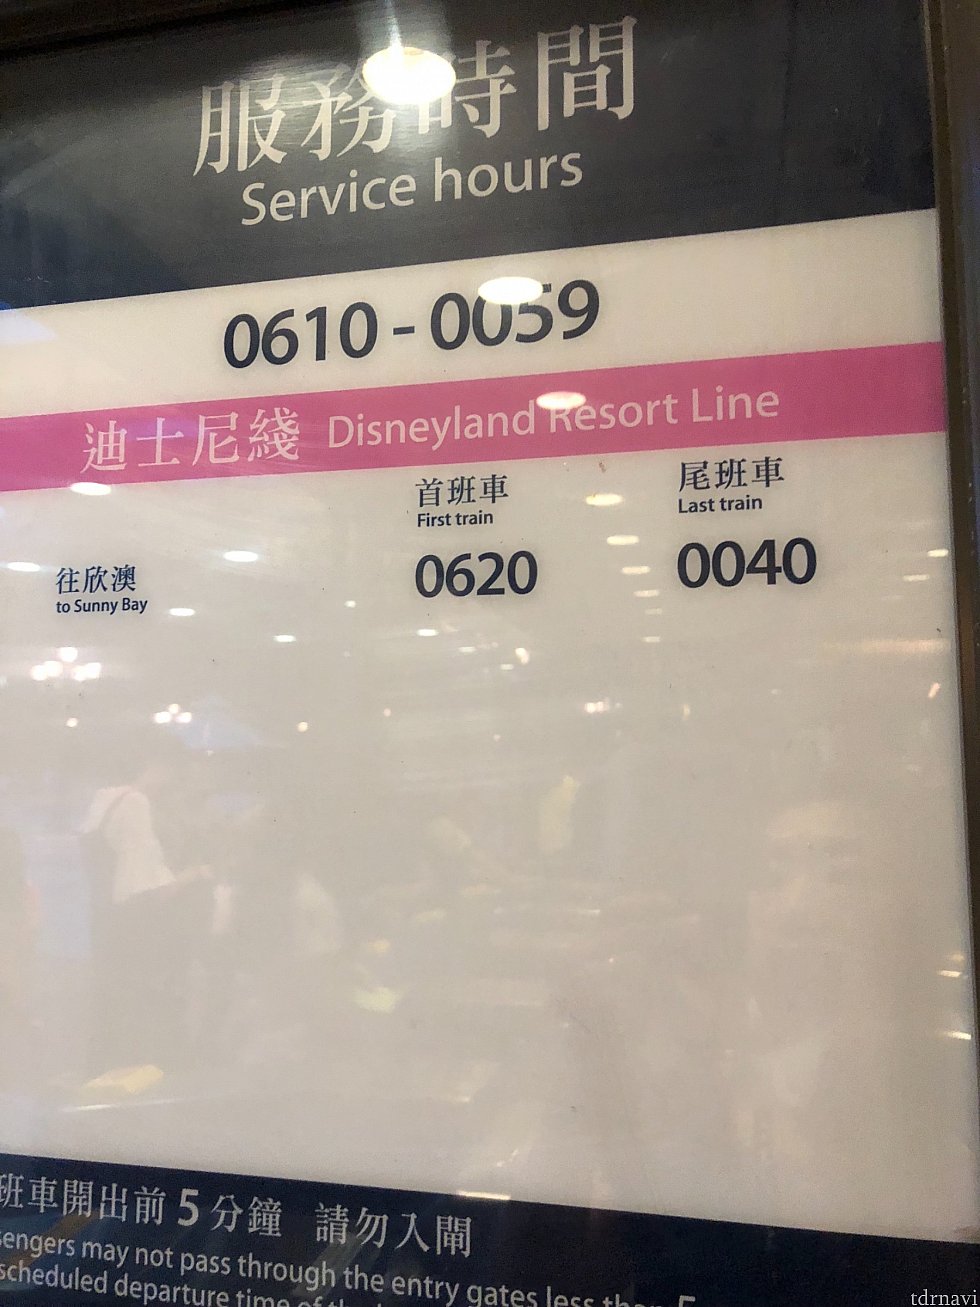 服務時間
Service hours
0610 - 0059
迪士尼綫 Disneyland Resort Line
首班車 尾班車
First train Last train
往欣澳 0620 0040
to Sunny Bay
班車開出前 5 分鐘 請勿入閘
sengers may not pass through the entry gates less than 5
scheduled departure time of the
tdrnavi